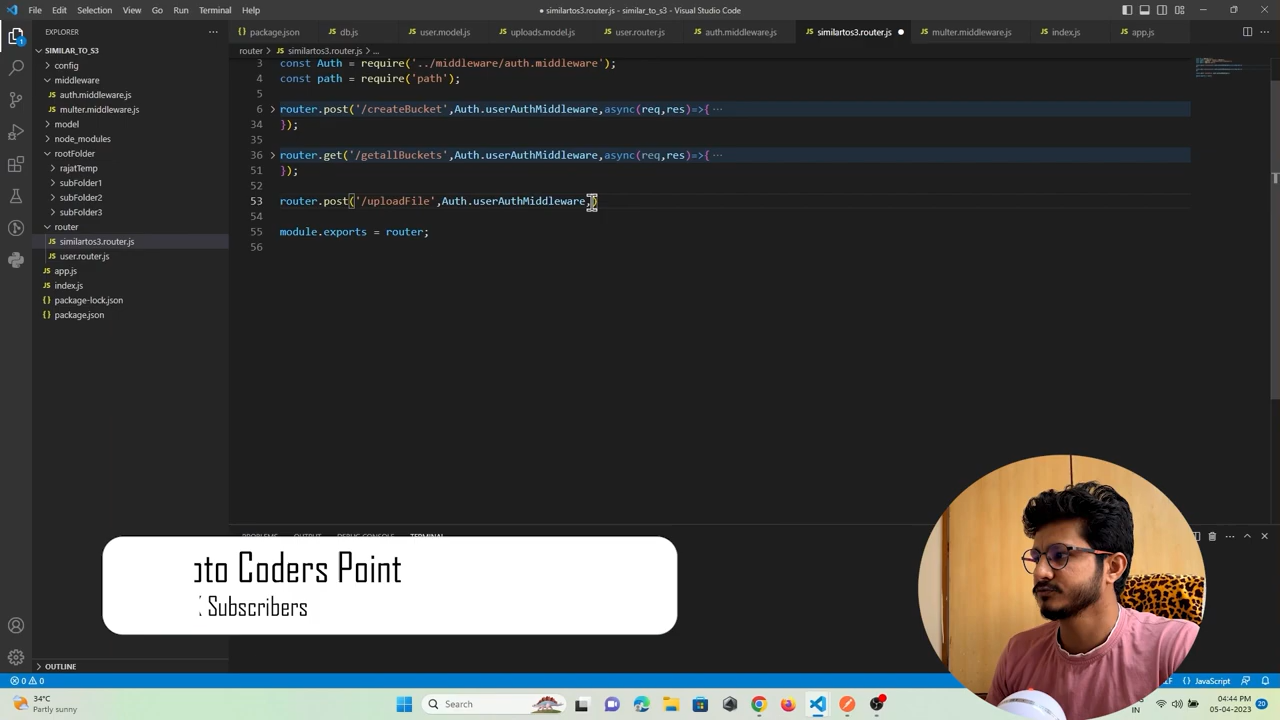 File Edit Selection View Go Run Terminal Help
● similartos3.router.js - similar_to_s3 - Visual Studio Code
EXPLORER
SIMILAR_TO_S3
config
middleware
auth.middleware.js
multer.middleware.js
model
node_modules
rootFolder
rajatTemp
subFolder1
subFolder2
subFolder3
router
similartos3.router.js
user.router.js
app.js
index.js
package-lock.json
package.json
OUTLINE
package.json db.js user.model.js uploads.model.js user.router.js auth.middleware.js similartos3.router.js multer.middleware.js index.js app.js
router > similartos3.router.js > ...
3 const Auth = require('../middleware/auth.middleware');
4 const path = require('path');
5
6 router.post('/createBucket',Auth.userAuthMiddleware,async(req,res)=>{ ...
34 });
35
36 router.get('/getallBuckets',Auth.userAuthMiddleware,async(req,res)=>{ ...
51 });
52
53 router.post('/uploadFile',Auth.userAuthMiddleware,)
54
55 module.exports = router;
56
oto Coders Point
Subscribers
0 0
JavaScript
34°C
Partly sunny
Search
IN
04:44 PM
05-04-2023